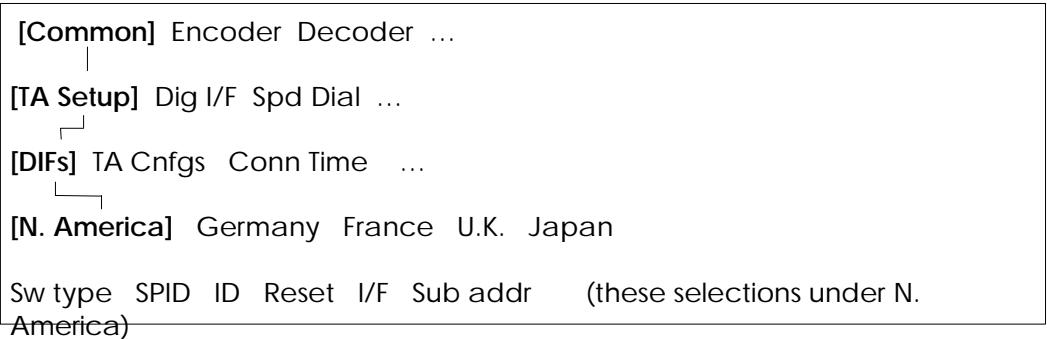 [Common] Encoder Decoder …
[TA Setup] Dig I/F Spd Dial …
[DIFs] TA Cnfgs Conn Time …
[N. America] Germany France U.K. Japan
Sw type SPID ID Reset I/F Sub addr (these selections under N.
America)